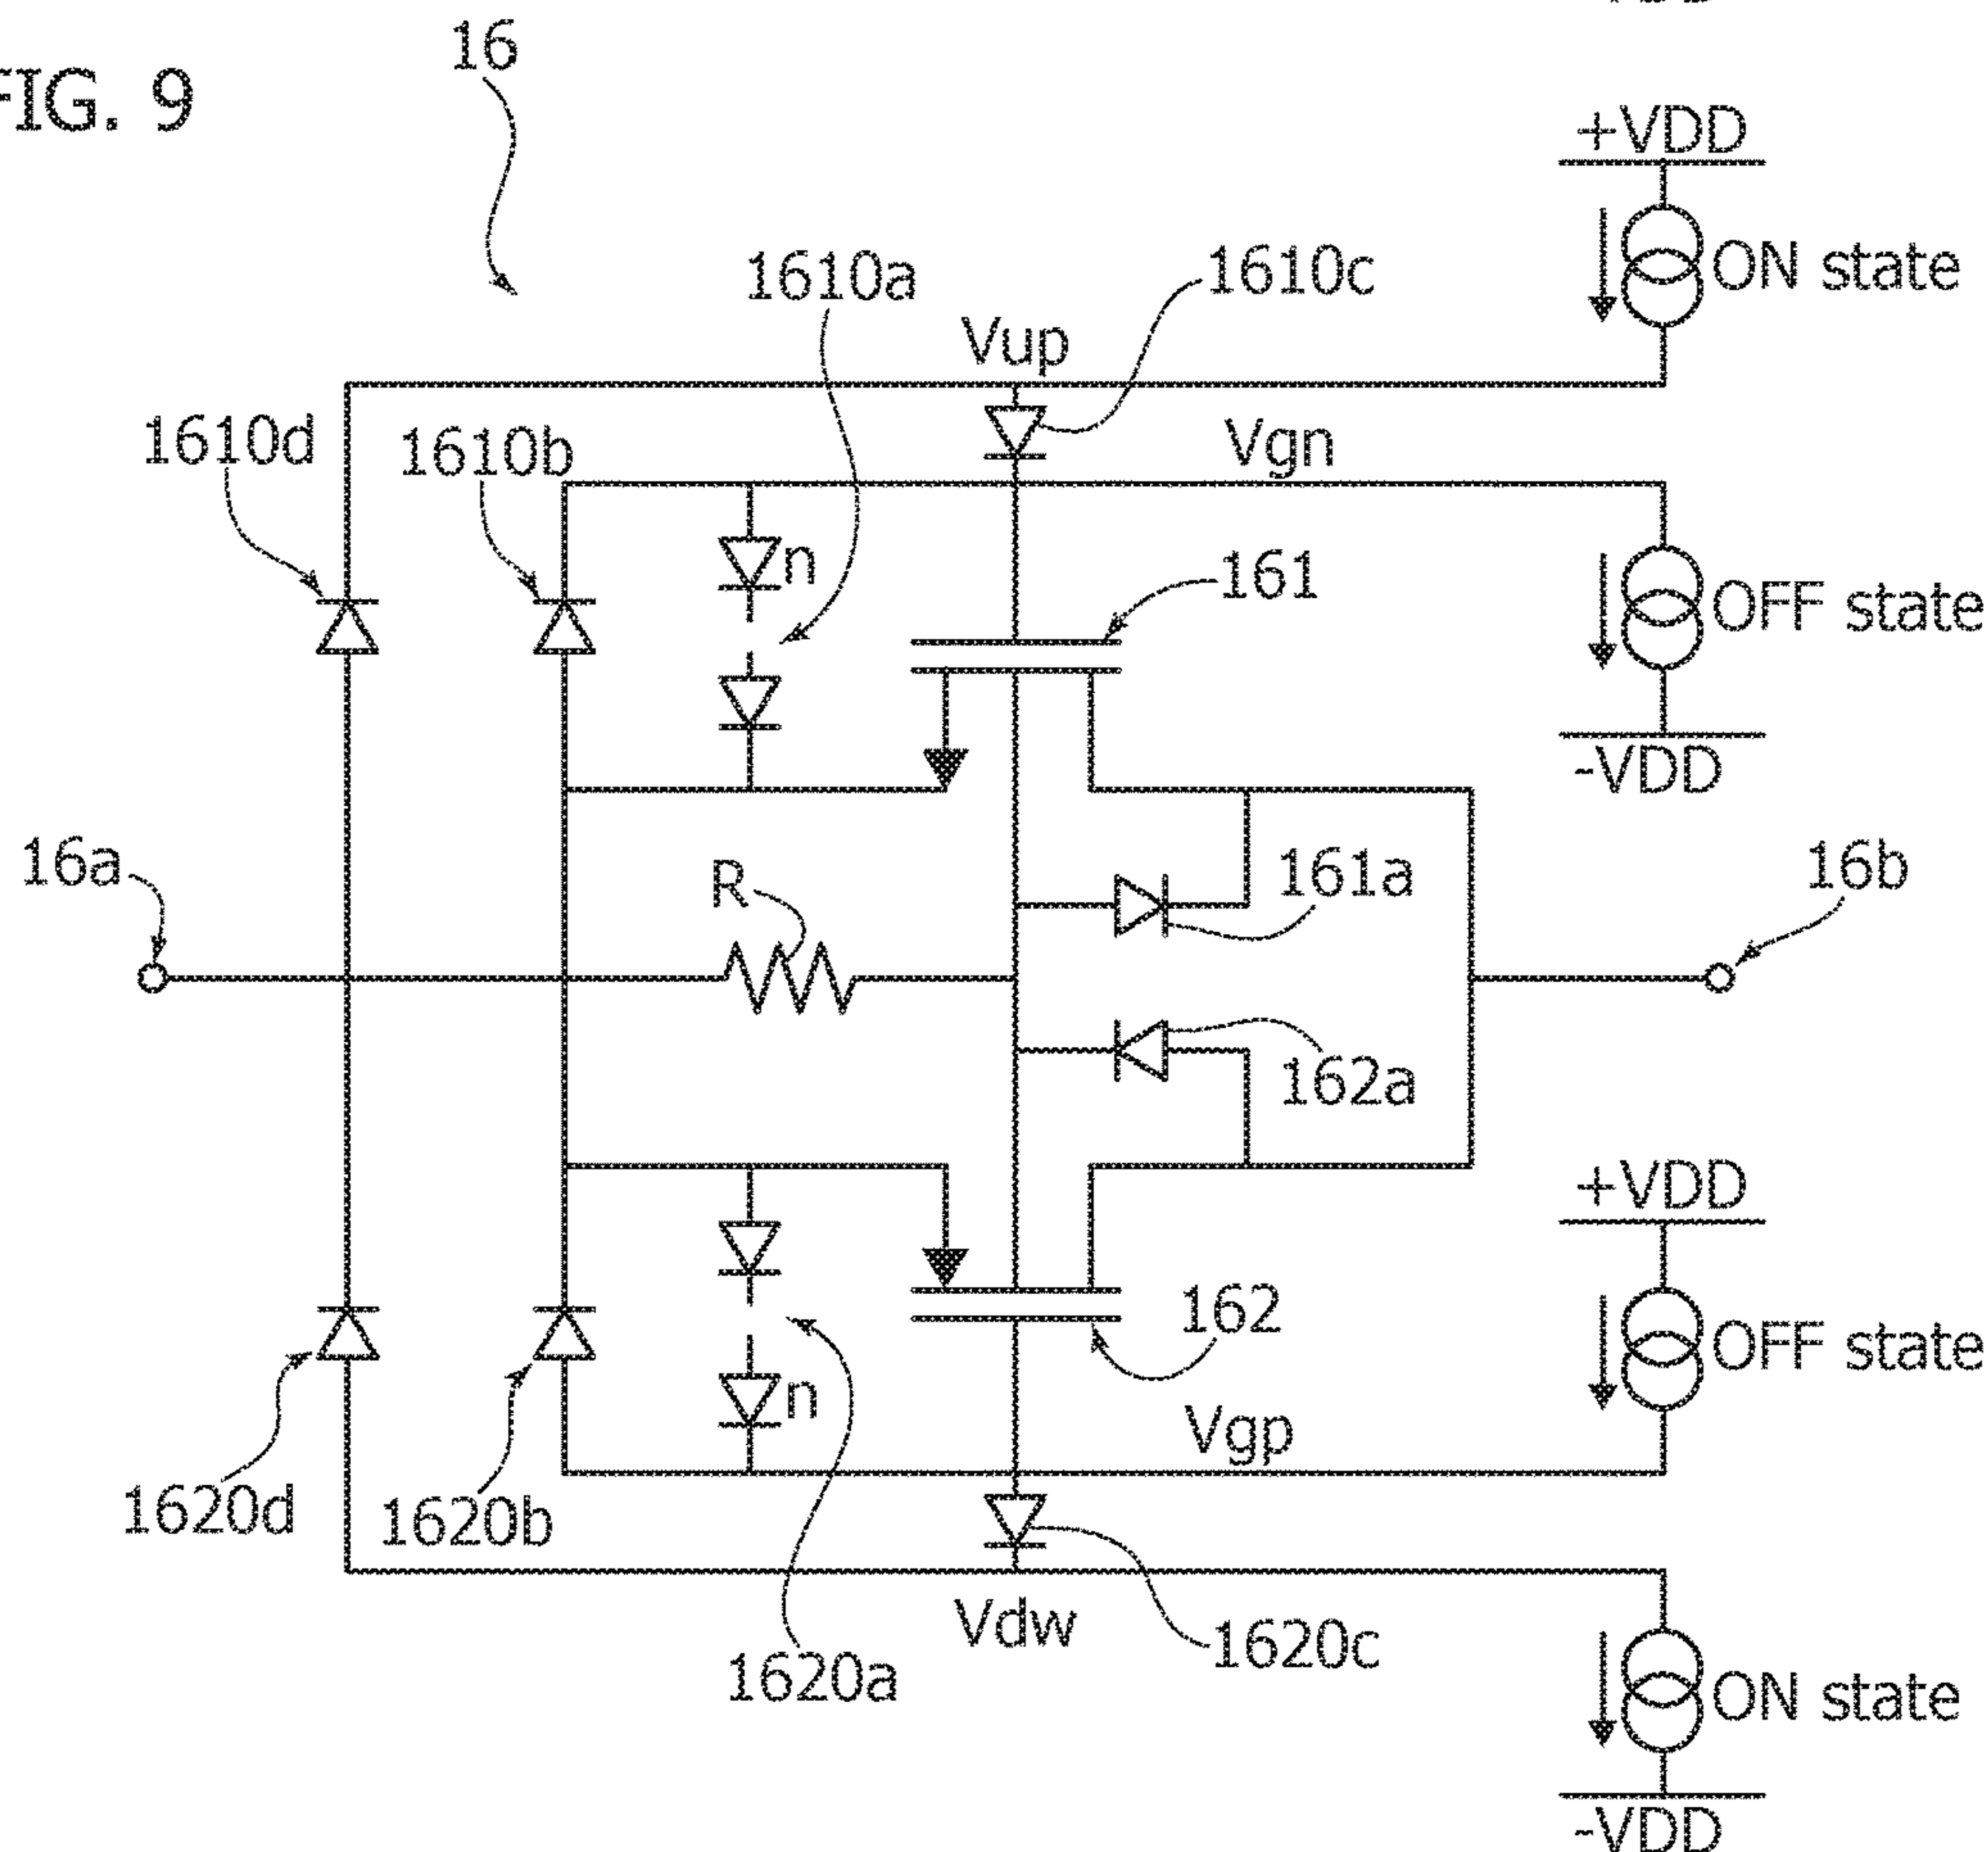 FIG. 9
16
+VDD
ON state
1610a
1610c
Vup
1610d
1610b
Vgn
n
161
OFF state
-VDD
16a
R
161a
16b
162a
+VDD
162
OFF state
n
Vgp
1620d
1620b
Vdw
1620a
1620c
ON state
-VDD